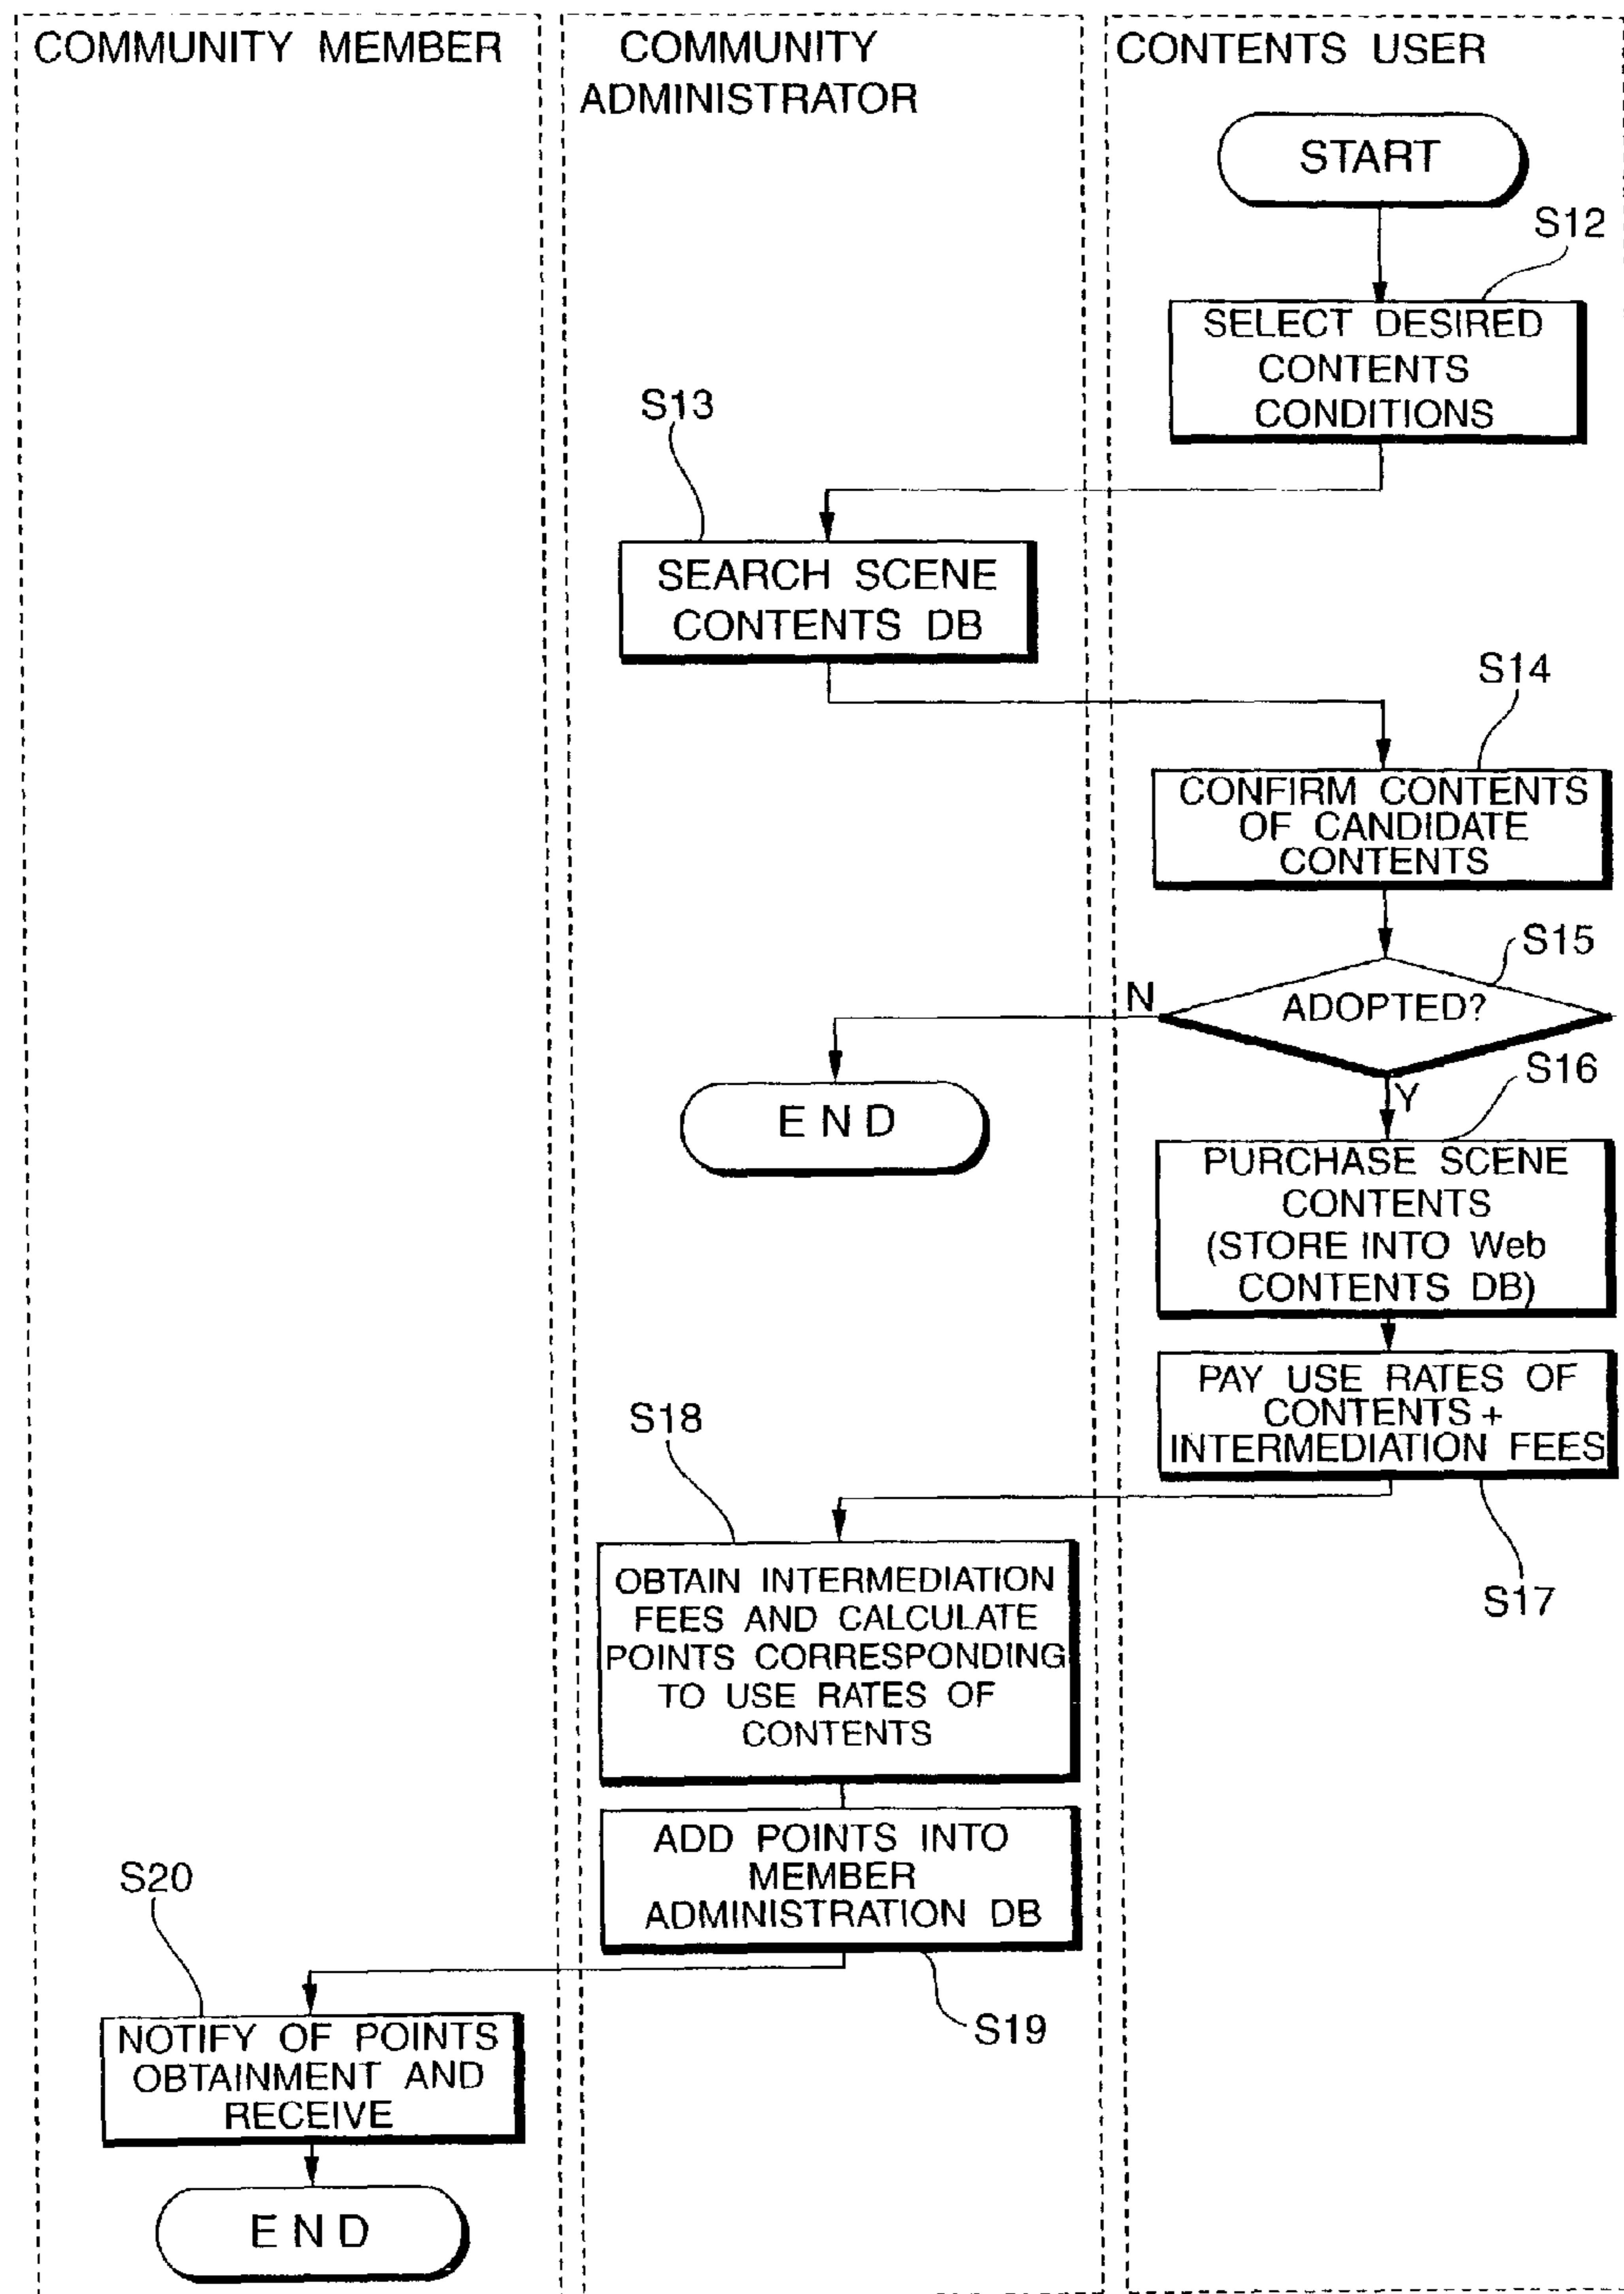 COMMUNITY MEMBER
COMMUNITY
ADMINISTRATOR
CONTENTS USER
START
S12
SELECT DESIRED
CONTENTS
CONDITIONS
S13
SEARCH SCENE
CONTENTS DB
S14
CONFIRM CONTENTS
OF CANDIDATE
CONTENTS
S15
ADOPTED?
N
END
Y
S16
PURCHASE SCENE
CONTENTS
(STORE INTO Web
CONTENTS DB)
PAY USE RATES OF
CONTENTS +
INTERMEDIATION FEES
S17
S18
OBTAIN INTERMEDIATION
FEES AND CALCULATE
POINTS CORRESPONDING
TO USE RATES OF
CONTENTS
ADD POINTS INTO
MEMBER
ADMINISTRATION DB
S19
S20
NOTIFY OF POINTS
OBTAINMENT AND
RECEIVE
END